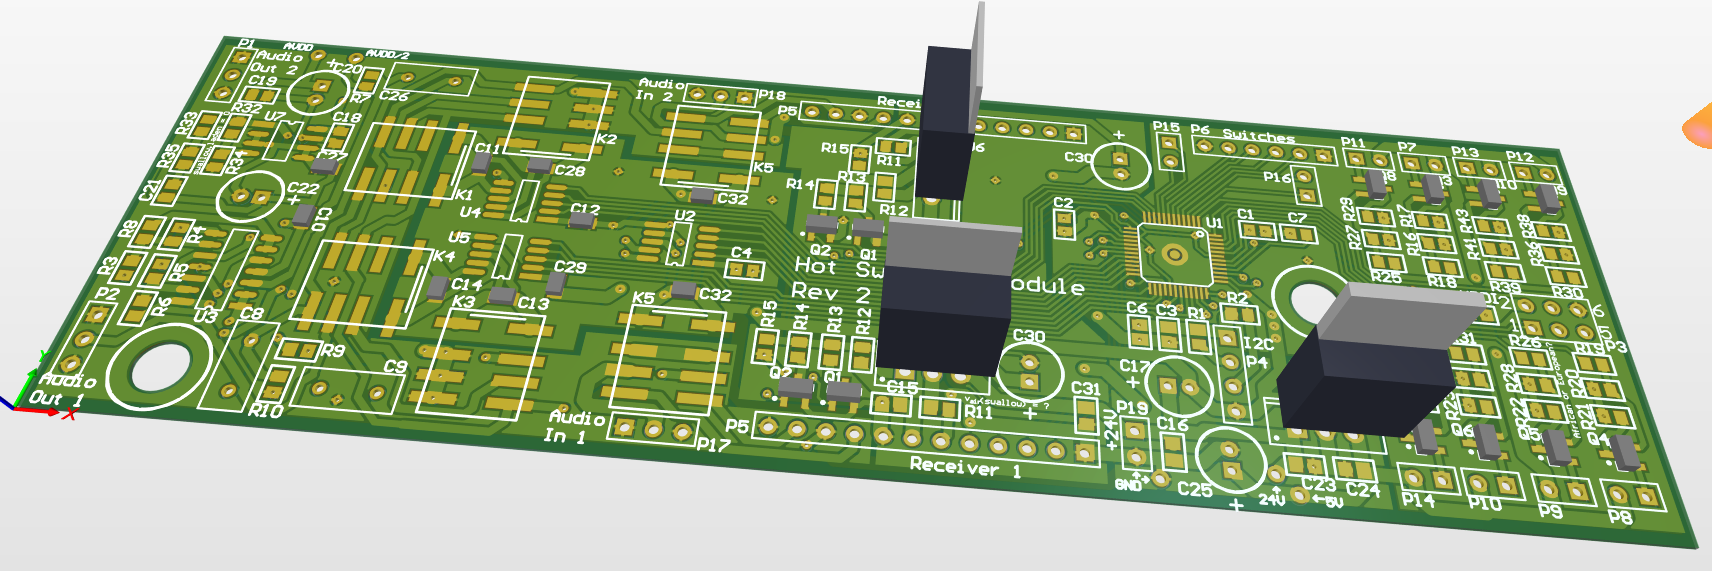 P1
AVDD
AVDD/2
Audio
Out 2
C20
C19
R7
C26
R32
R33
U7
C18
R35
R34
C27
C21
C22
R8
R4
R3
R5
R6
P2
U3
C8
R9
R10
C9
Audio
Out 1
K2
K1
C11
C28
U4
C12
U5
C29
K4
C14
C13
K3
U2
C4
C32
K5
Audio
In 2
P18
P5
Recei
R15
R11
R14
R13
R12
Q2
Q1
C30
P15
P6
Switches
P11
P7
P13
P12
P16
C2
U1
C1
C7
R29
R27
R25
R17
R16
R18
R43
R41
R39
R38
R36
R30
Hot Sw
odule
Rev 2
K5
C32
R15
R14
R13
R12
Q2
Q1
C15
R11
C30
C31
C6
C3
R1
R2
I2C
P4
C17
P19
+24V
C16
GND
C25
24V
5V
C23
C24
R26
R19
P3
R28
R20
R23
R22
R21
Q6
Q5
Q4
P14
P10
P9
P8
Audio
In 1
P17
P5
Receiver 1
X
Y